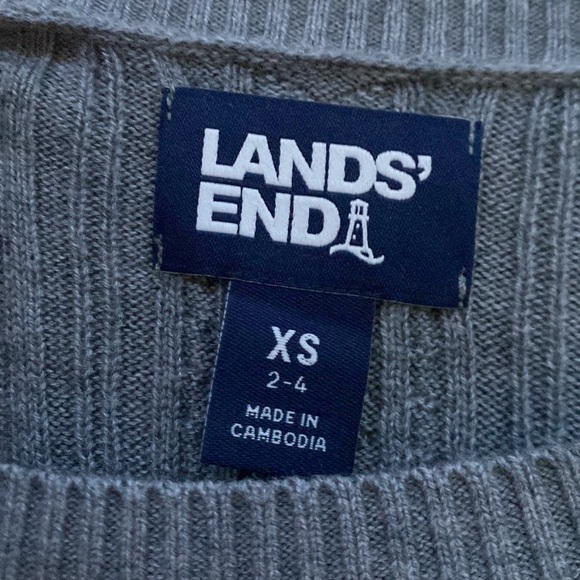 LANDS'
END
XS
2-4
MADE IN
CAMBODIA